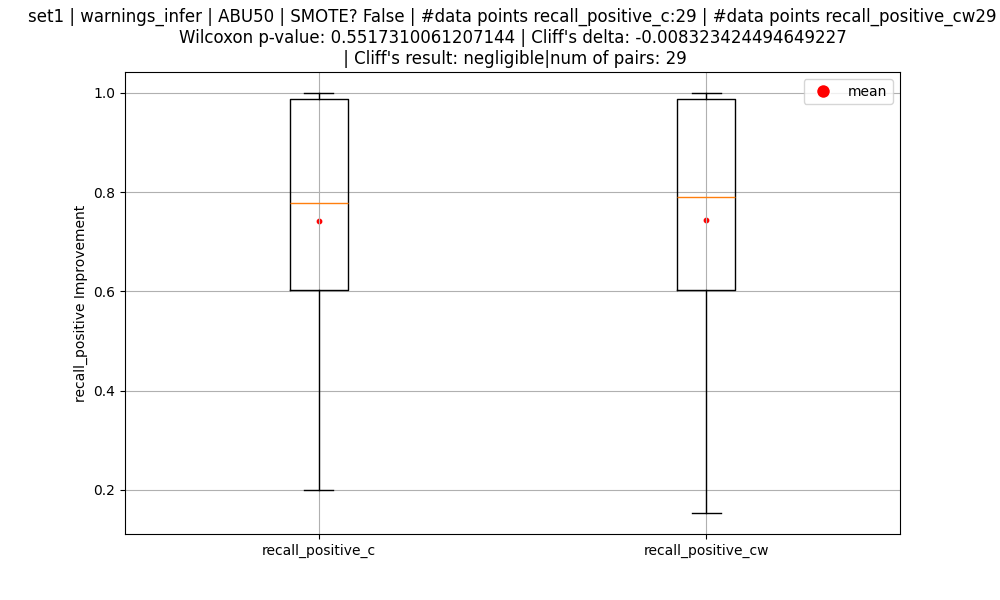 set1 | warnings_infer | ABU50 | SMOTE? False | #data points recall_positive_c:29 | #data points recall_positive_cw29
Wilcoxon p-value: 0.5517310061207144 | Cliff's delta: -0.008323424494649227
| Cliff's result: negligible|num of pairs: 29
mean
1.0
0.8
0.6
0.4
0.2
recall_positive Improvement
recall_positive_c
recall_positive_cw